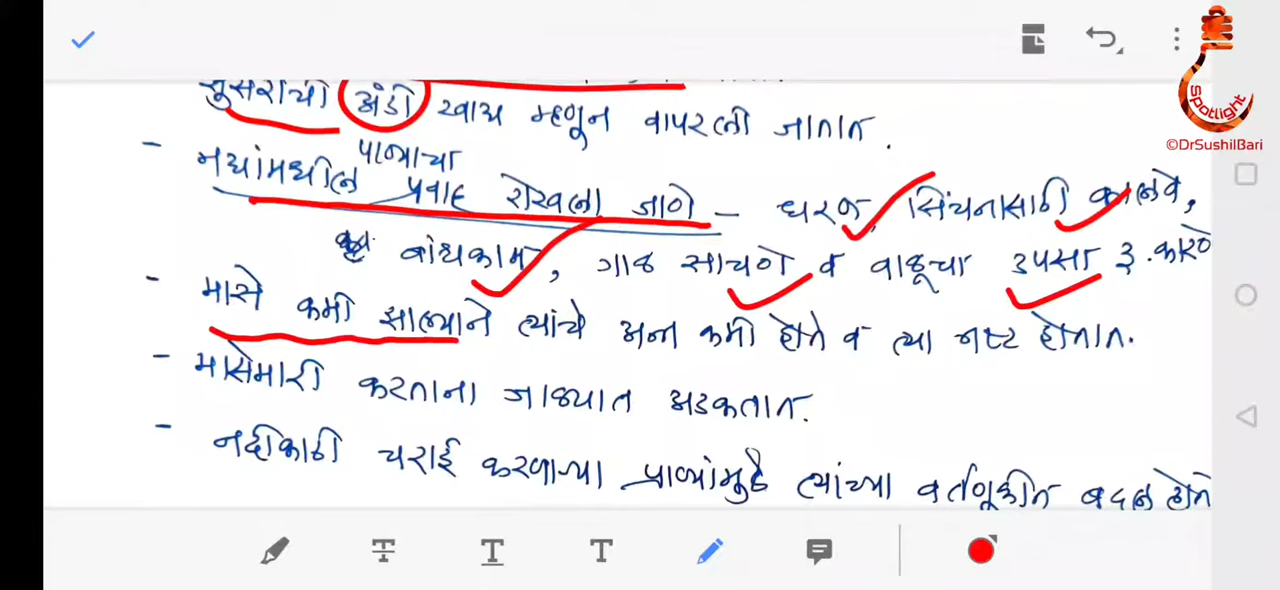 सुसरांची अंडी खाद्य म्हणून वापरली जातात.
- नद्यांमधील पाण्याचा प्रवाह रोखला जाणे - धरण, सिंचनासाठी कालवे,
बांधकाम, गाळ साचणे व वाळूचा उपसा इ. कारणे
- मासे कमी झाल्याने त्यांचे अन्न कमी होते व त्या नष्ट होतात.
- मासेमारी करताना जाळ्यात अडकतात.
- नदीकाठी चराई करणाऱ्या प्राण्यांमुळे त्यांच्या वर्तणूकीत बदल होते
Spotlight
©DrSushilBari
T T T